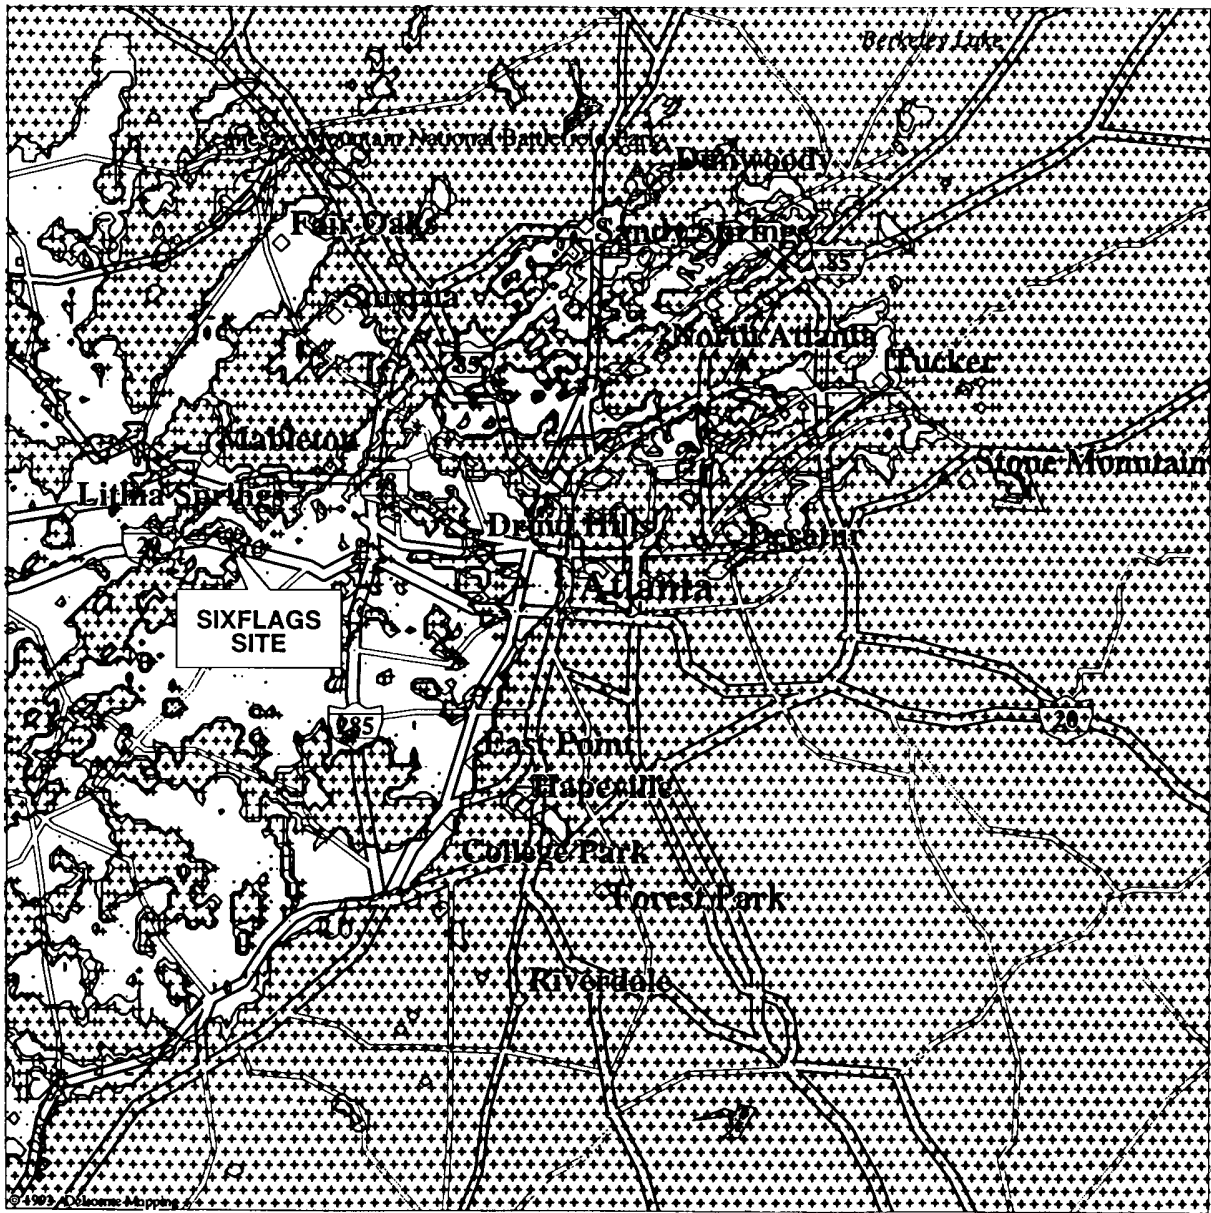 Berkeley Lake
Kennesaw Mountain National Battlefield Park
Dunwoody
Fair Oaks
Sandy Springs
85
Smyrna
North Atlanta
85
Tucker
Mableton
Stone Mountain
Lithia Springs
Druid Hills
Decatur
20
Atlanta
SIXFLAGS
SITE
20
285
East Point
Hapeville
College Park
Forest Park
Riverdale
© 1993 DeLorme Mapping